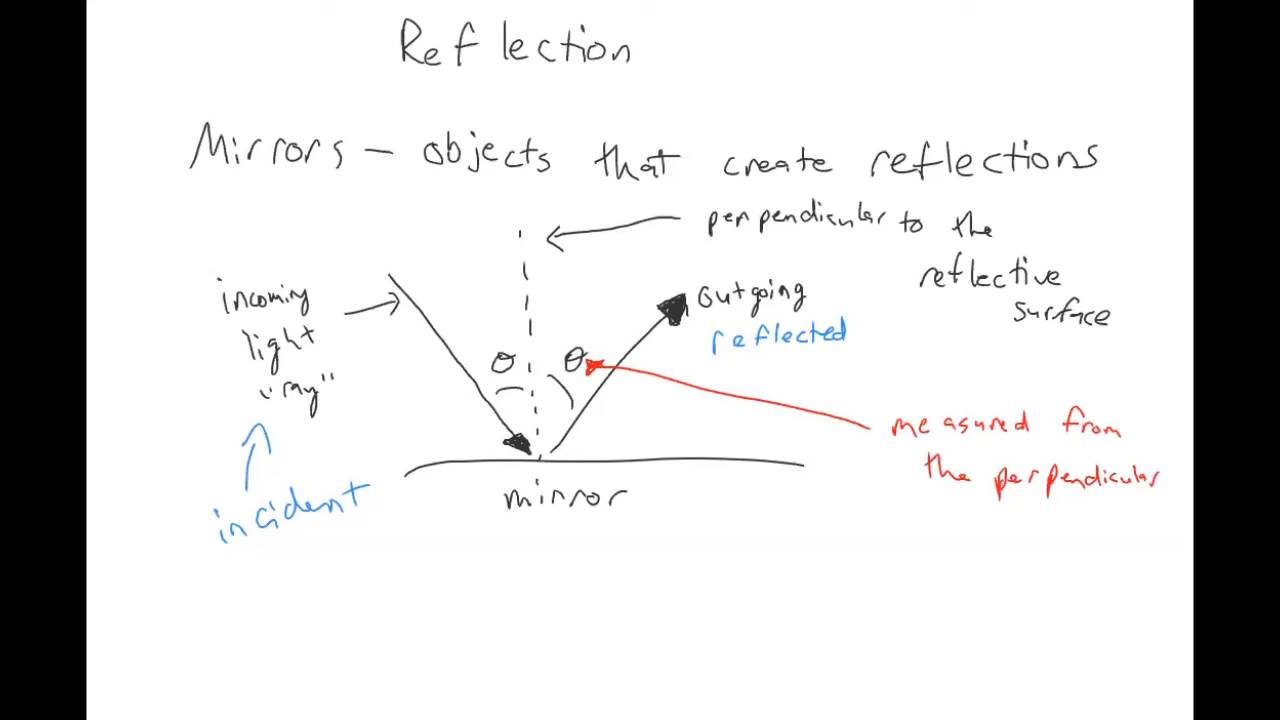 Reflection
Mirrors - objects that create reflections
perpendicular to the
reflective
surface
incoming
light
"ray"
incident
outgoing
reflected
θ θ
measured from
the perpendicular
mirror